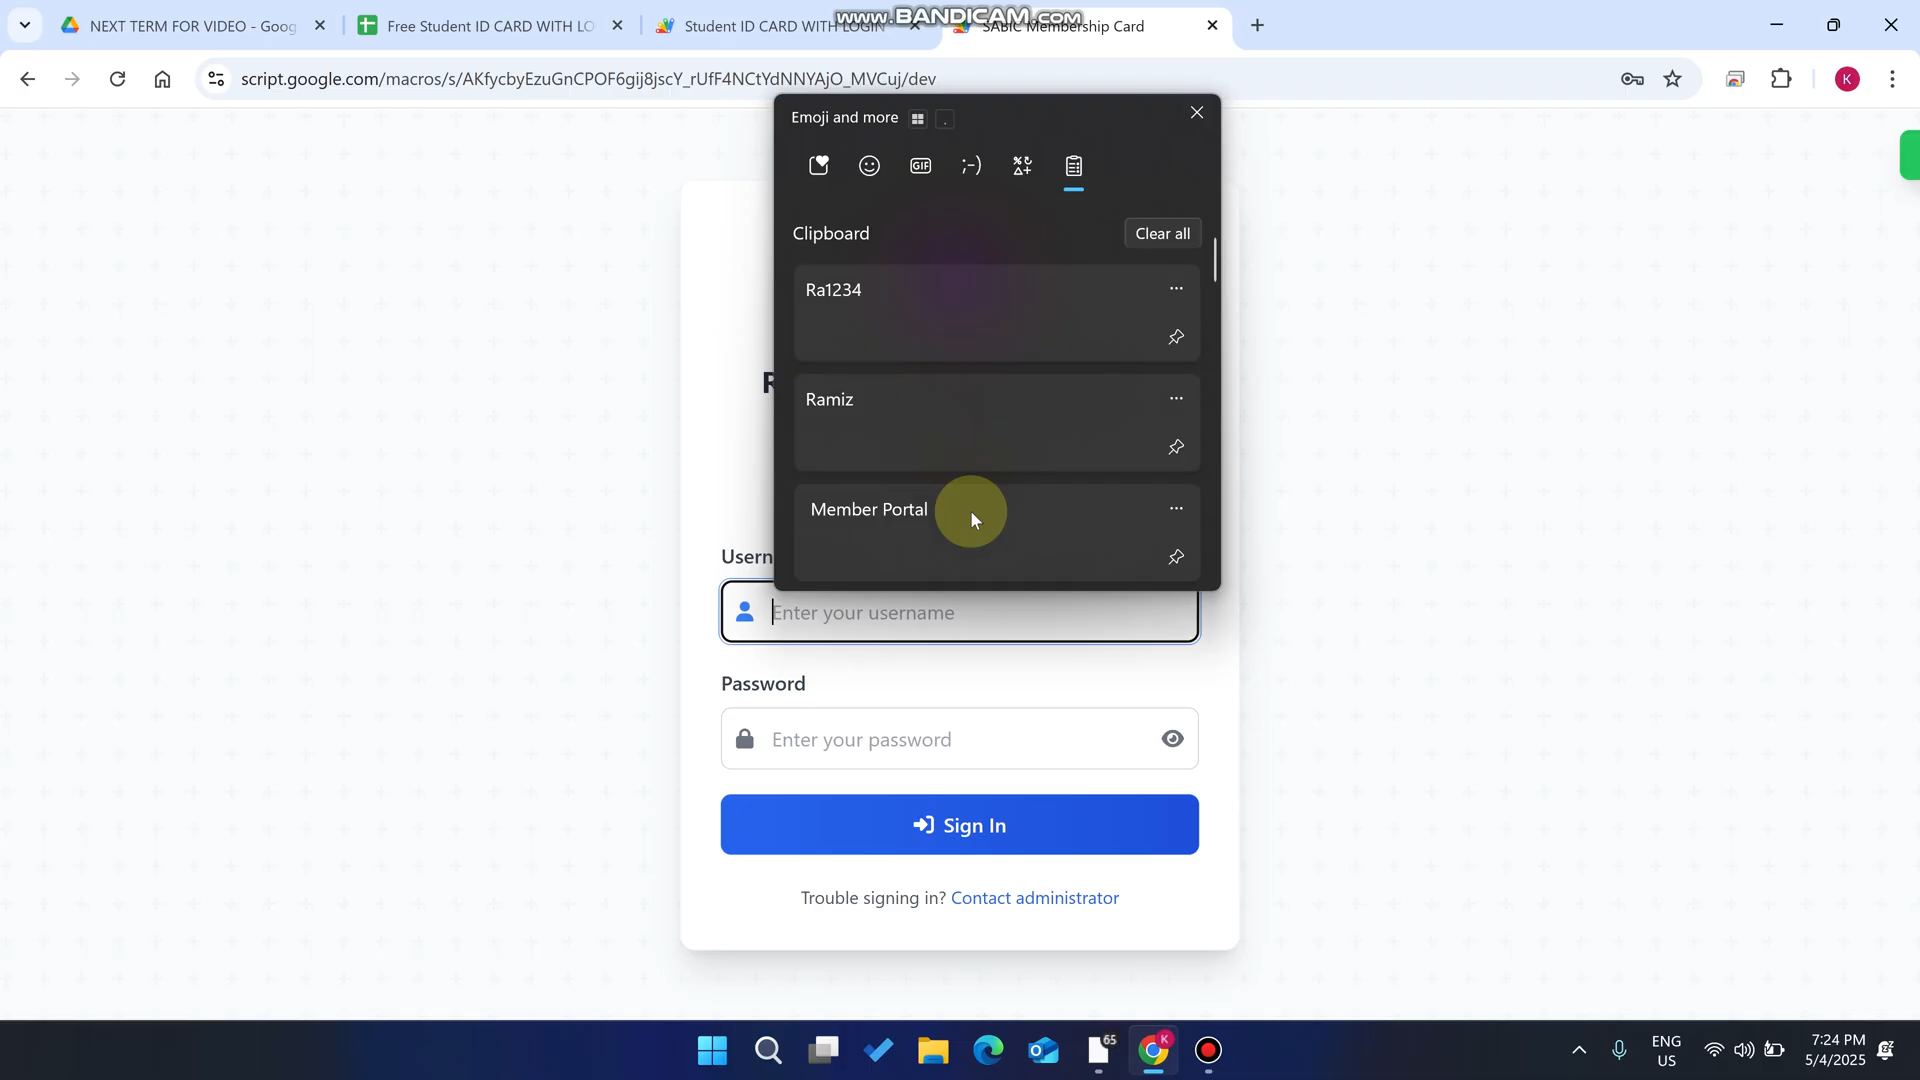 www.BANDICAM.com
NEXT TERM FOR VIDEO - Goog
Free Student ID CARD WITH LO
Student ID CARD WITH LOGIN
SABIC Membership Card
script.google.com/macros/s/AKfycbyEzuGnCPOF6gij8jscY_rUfF4NCtYdNNYAjO_MVCuj/dev
K
Emoji and more
.
GIF
;-)
Clipboard
Clear all
Ra1234
Ramiz
Member Portal
R
Usern
Enter your username
Password
Enter your password
Sign In
Trouble signing in? Contact administrator
65
K
ENG
US
7:24 PM
5/4/2025